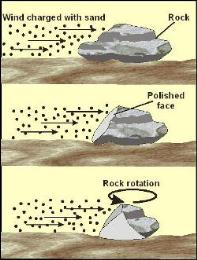 Wind charged with sand
Rock
Polished
face
Rock rotation